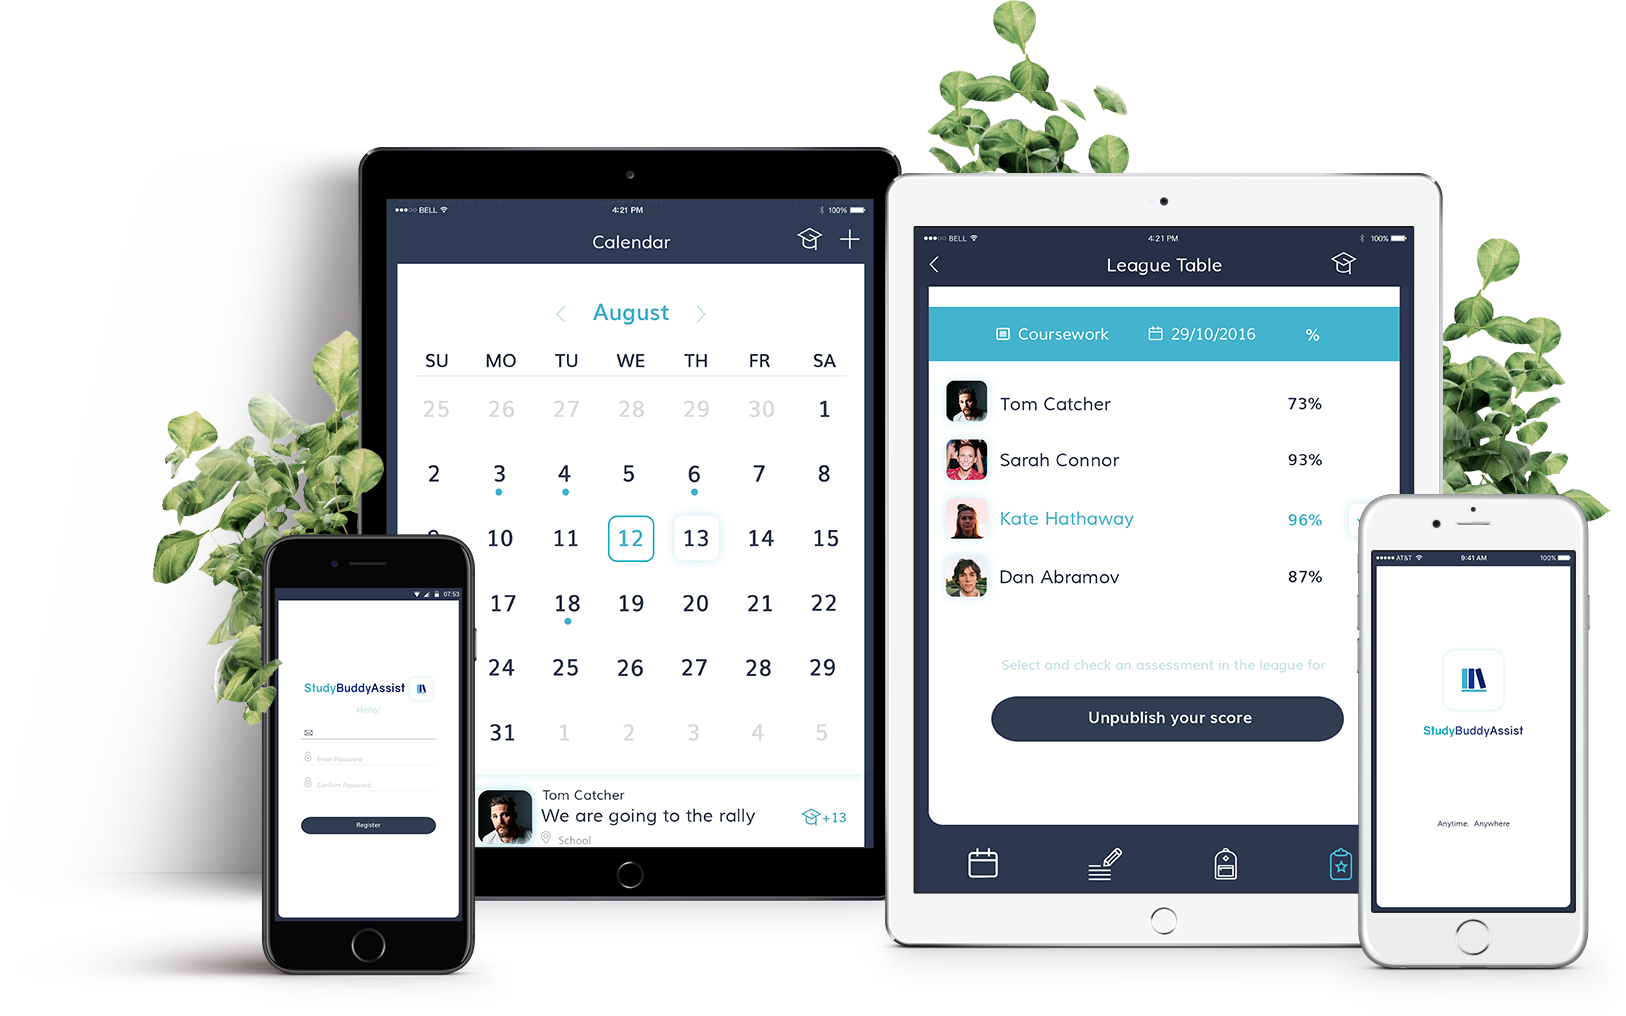 BELL 4:21 PM 100%
Calendar
August
SU MO TU WE TH FR SA
25 26 27 28 29 30 1
2 3 4 5 6 7 8
10 11 12 13 14 15
17 18 19 20 21 22
24 25 26 27 28 29
31 1 2 3 4 5
Tom Catcher
We are going to the rally
+13
School
BELL 4:21 PM 100%
League Table
Coursework 29/10/2016 %
Tom Catcher 73%
Sarah Connor 93%
Kate Hathaway 96%
Dan Abramov 87%
Select and check an assessment in the league for
Unpublish your score
07:53
StudyBuddyAssist
Hello!
Enter Password
Confirm Password
Register
AT&T 9:41 AM 100%
StudyBuddyAssist
Anytime, Anywhere